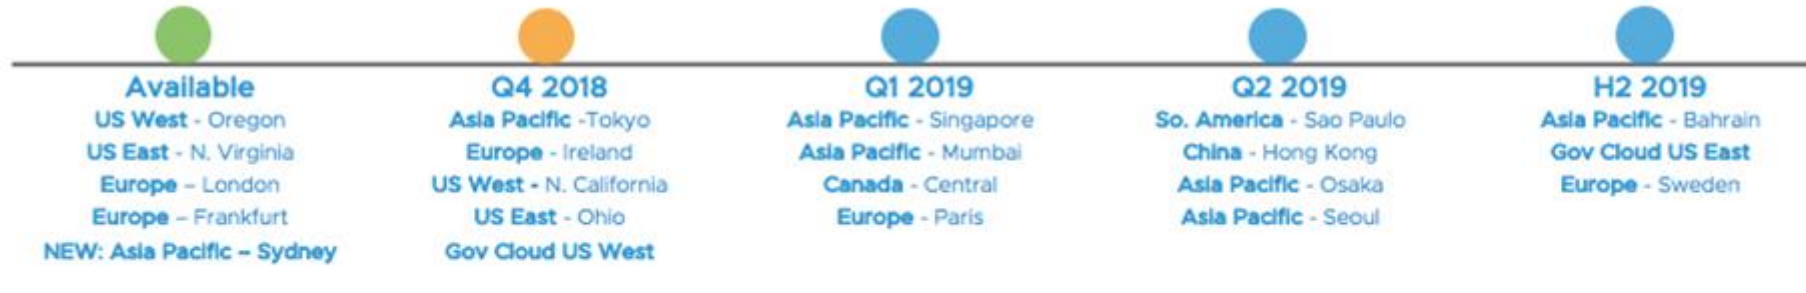 Available
US West - Oregon
US East - N. Virginia
Europe – London
Europe – Frankfurt
NEW: Asia Pacific – Sydney
Q4 2018
Asia Pacific -Tokyo
Europe - Ireland
US West - N. California
US East - Ohio
Gov Cloud US West
Q1 2019
Asia Pacific - Singapore
Asia Pacific - Mumbai
Canada - Central
Europe - Paris
Q2 2019
So. America - Sao Paulo
China - Hong Kong
Asia Pacific - Osaka
Asia Pacific - Seoul
H2 2019
Asia Pacific - Bahrain
Gov Cloud US East
Europe - Sweden